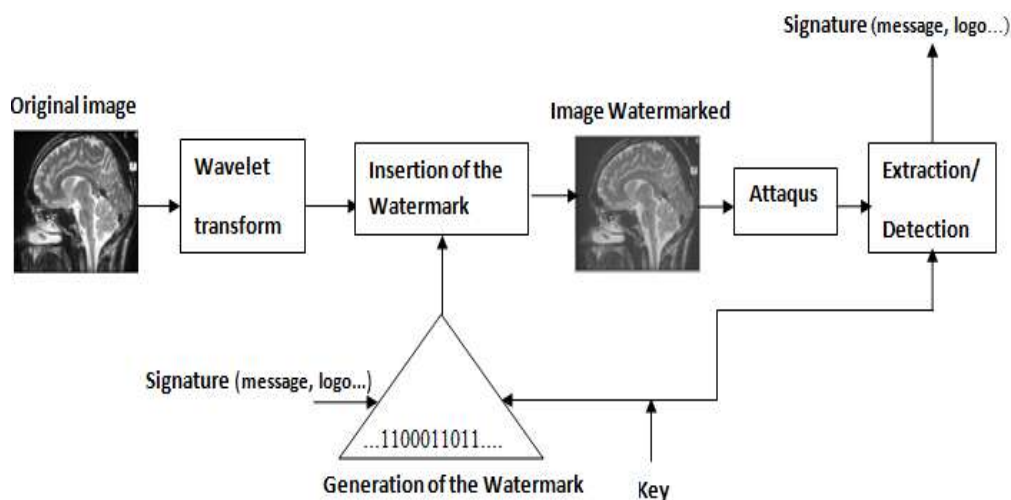 Signature (message, logo...)
Original image
Image Watermarked
Wavelet
transform
Insertion of the
Watermark
Attaqus
Extraction/
Detection
Signature (message, logo...)
...1100011011....
Generation of the Watermark
Key